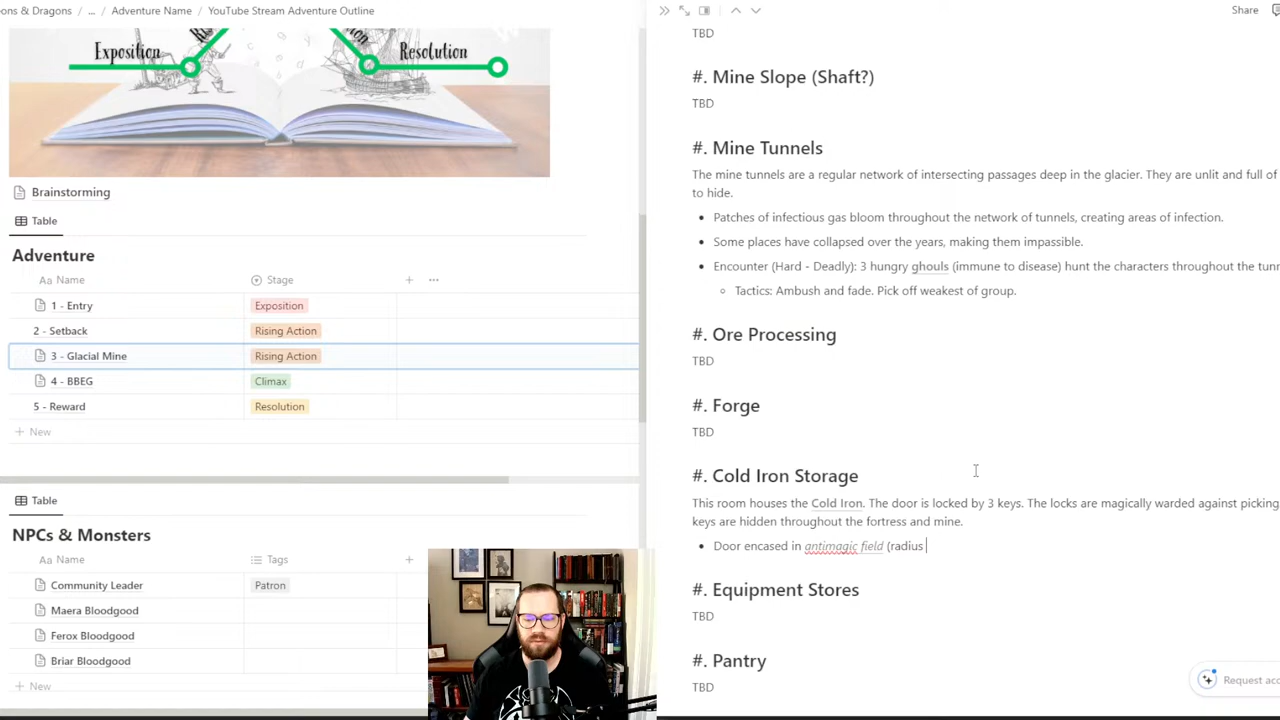 ons & Dragons / ... / Adventure Name / YouTube Stream Adventure Outline
Exposition
Resolution
Brainstorming
Table
Adventure
Aa Name
Stage
1 - Entry
Exposition
2 - Setback
Rising Action
3 - Glacial Mine
Rising Action
4 - BBEG
Climax
5 - Reward
Resolution
+ New
Table
NPCs & Monsters
Aa Name
Tags
Community Leader
Patron
Maera Bloodgood
Ferox Bloodgood
Briar Bloodgood
+ New
Share
TBD
#. Mine Slope (Shaft?)
TBD
#. Mine Tunnels
The mine tunnels are a regular network of intersecting passages deep in the glacier. They are unlit and full of
to hide.
• Patches of infectious gas bloom throughout the network of tunnels, creating areas of infection.
• Some places have collapsed over the years, making them impassible.
• Encounter (Hard - Deadly): 3 hungry ghouls (immune to disease) hunt the characters throughout the tunn
◦ Tactics: Ambush and fade. Pick off weakest of group.
#. Ore Processing
TBD
#. Forge
TBD
#. Cold Iron Storage
This room houses the Cold Iron. The door is locked by 3 keys. The locks are magically warded against picking
keys are hidden throughout the fortress and mine.
• Door encased in antimagic field (radius
#. Equipment Stores
TBD
#. Pantry
TBD
Request acc